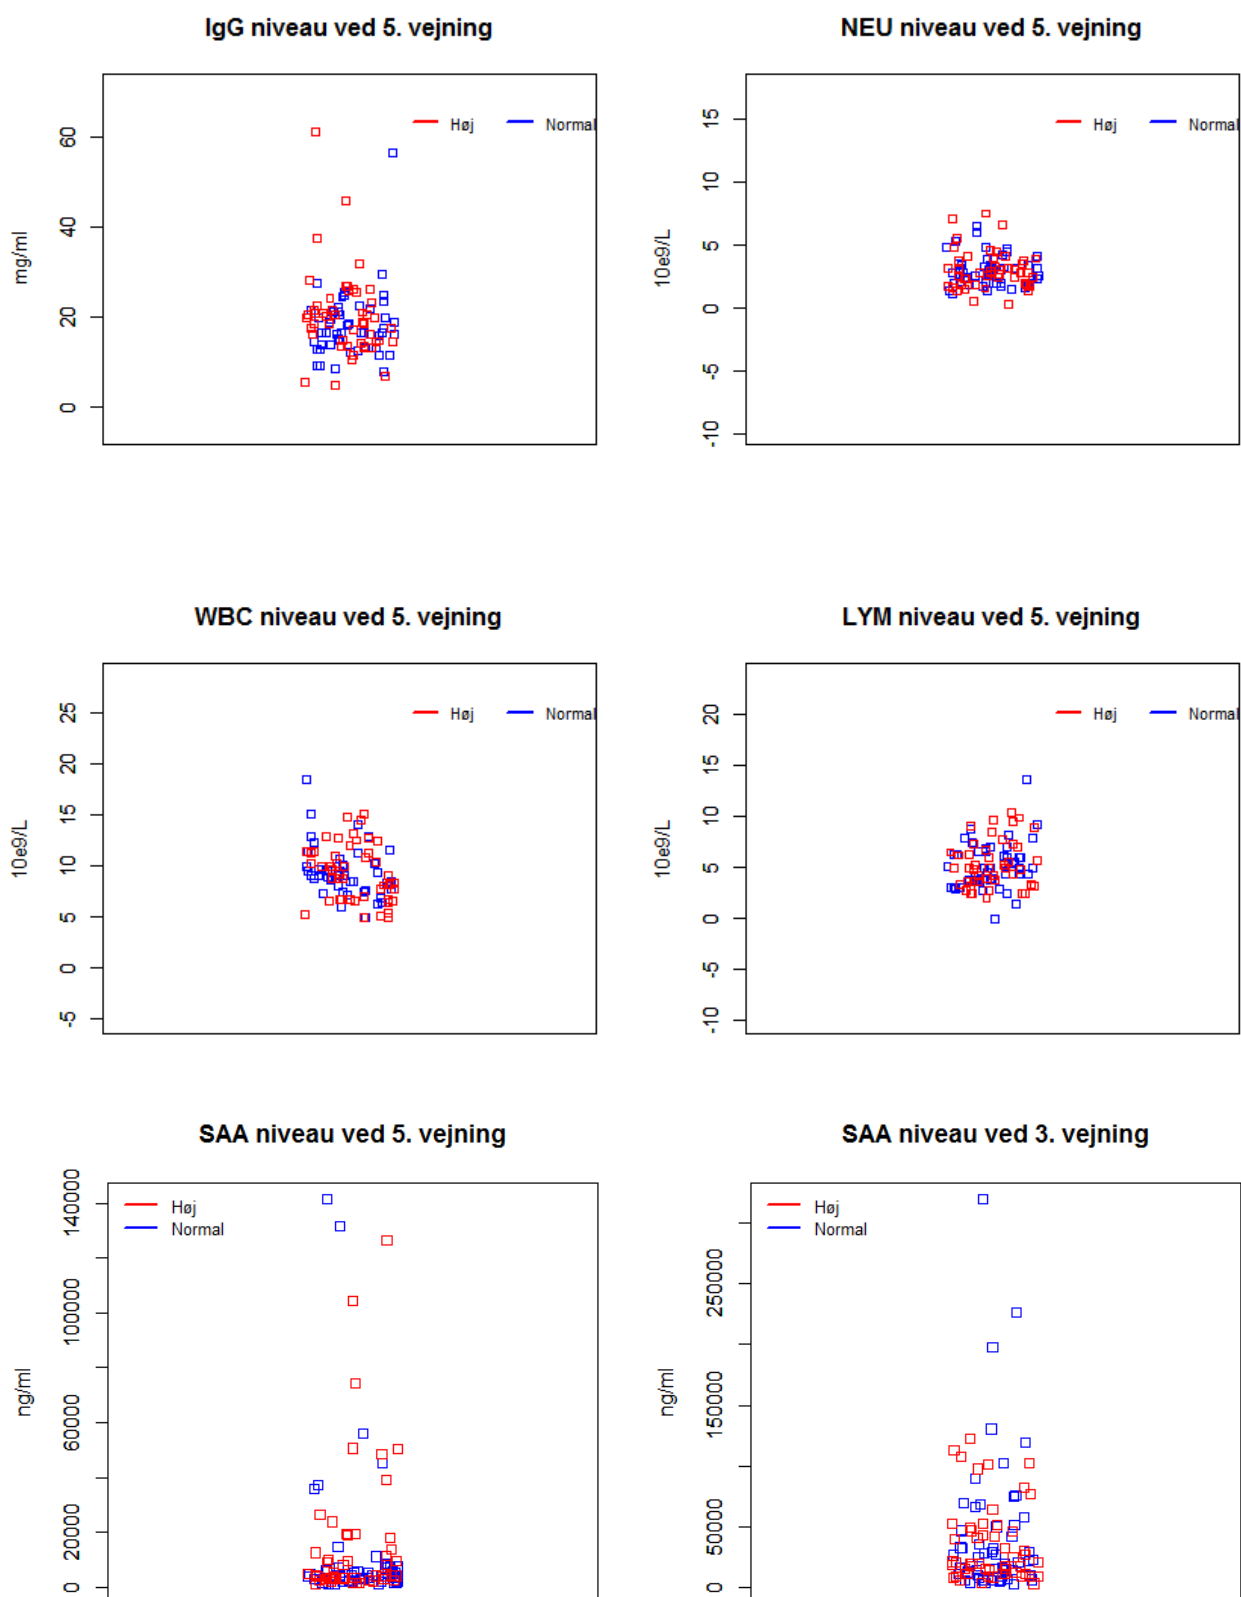 IgG niveau ved 5. vejning
NEU niveau ved 5. vejning
mg/ml
0 20 40 60
Høj Normal
10e9/L
-10 -5 0 5 10 15
Høj Normal
WBC niveau ved 5. vejning
LYM niveau ved 5. vejning
10e9/L
-5 0 5 10 15 20 25
Høj Normal
10e9/L
-10 -5 0 5 10 15 20
Høj Normal
SAA niveau ved 5. vejning
SAA niveau ved 3. vejning
ng/ml
0 20000 60000 100000 140000
Høj
Normal
ng/ml
0 50000 150000 250000
Høj
Normal